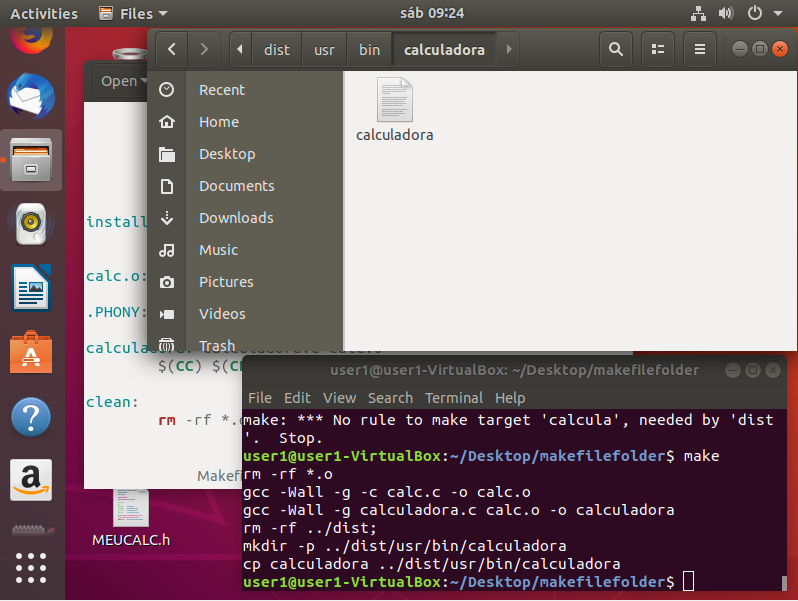 Activities Files sáb 09:24
dist usr bin calculadora
Open
Recent
Home
Desktop
Documents
Downloads
Music
Pictures
Videos
Trash
calculadora
install
calc.o:
.PHONY:
$(CC)
clean:
rm -rf *.o
MEUCALC.h
user1@user1-VirtualBox: ~/Desktop/makefilefolder
File Edit View Search Terminal Help
make: *** No rule to make target 'calcula', needed by 'dist
'.  Stop.
user1@user1-VirtualBox:~/Desktop/makefilefolder$ make
rm -rf *.o
gcc -Wall -g -c calc.c -o calc.o
gcc -Wall -g calculadora.c calc.o -o calculadora
rm -rf ../dist;
mkdir -p ../dist/usr/bin/calculadora
cp calculadora ../dist/usr/bin/calculadora
user1@user1-VirtualBox:~/Desktop/makefilefolder$